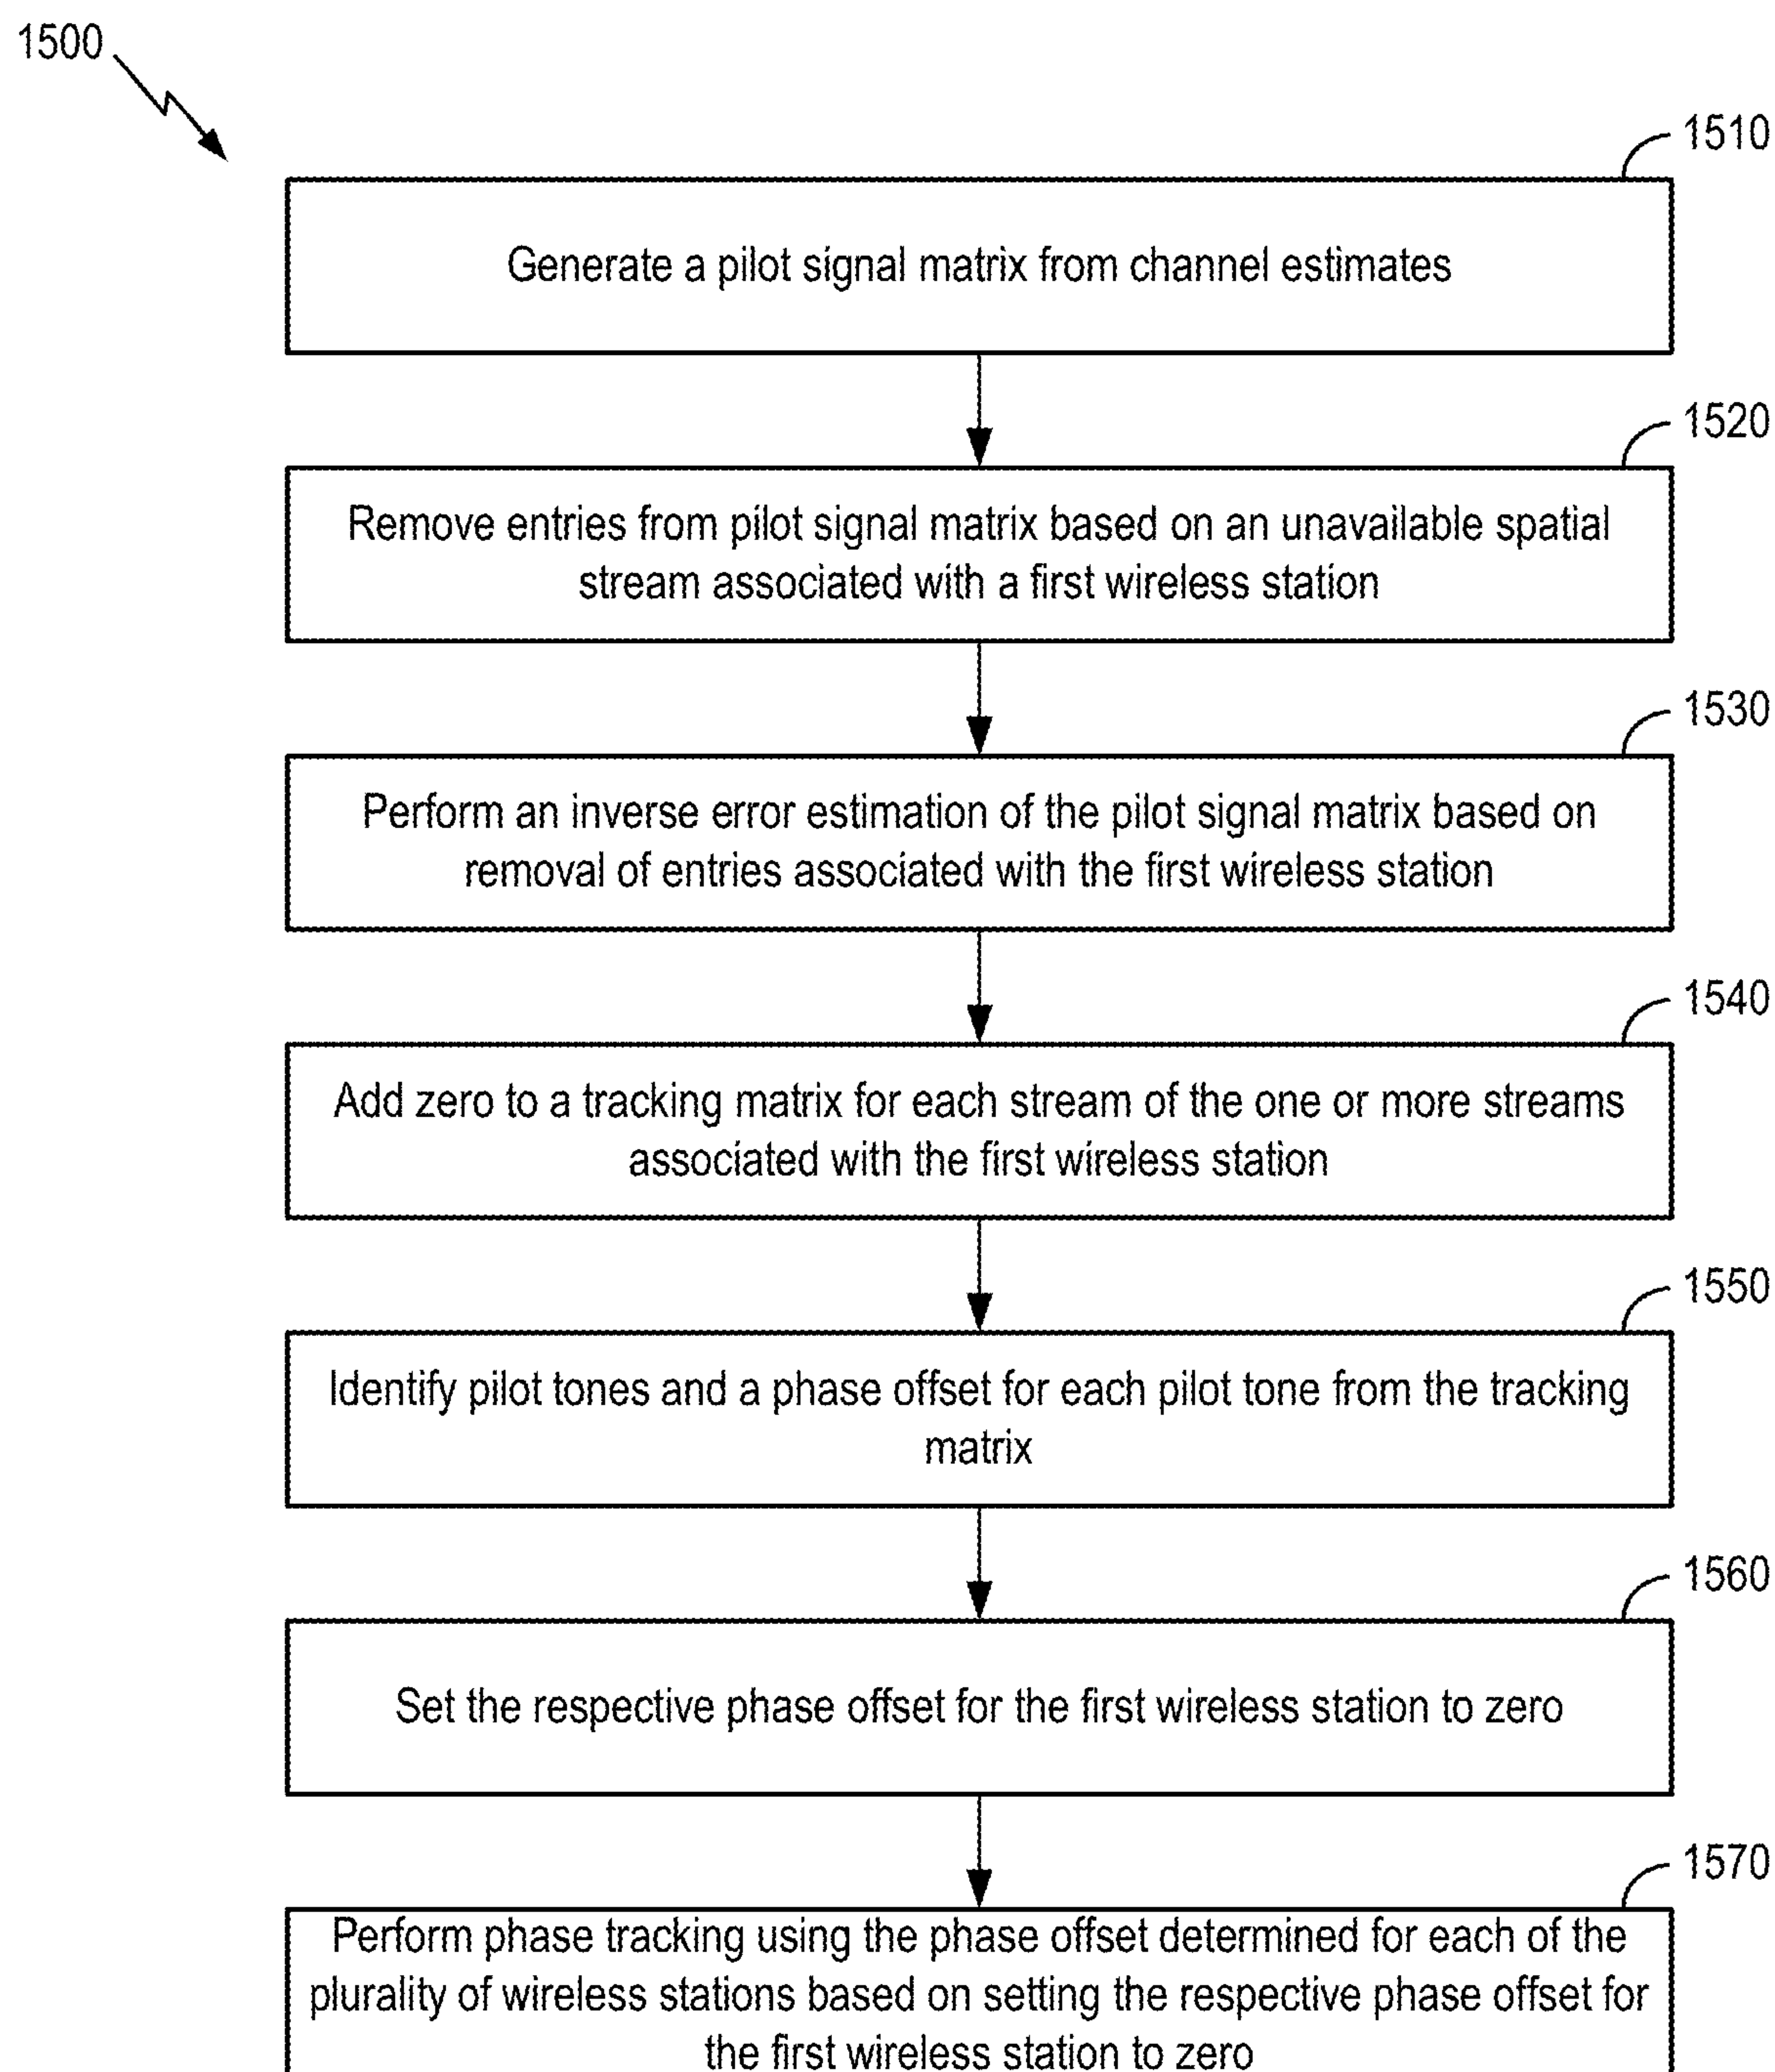 1500
1510
Generate a pilot signal matrix from channel estimates
1520
Remove entries from pilot signal matrix based on an unavailable spatial
stream associated with a first wireless station
1530
Perform an inverse error estimation of the pilot signal matrix based on
removal of entries associated with the first wireless station
1540
Add zero to a tracking matrix for each stream of the one or more streams
associated with the first wireless station
1550
Identify pilot tones and a phase offset for each pilot tone from the tracking
matrix
1560
Set the respective phase offset for the first wireless station to zero
1570
Perform phase tracking using the phase offset determined for each of the
plurality of wireless stations based on setting the respective phase offset for
the first wireless station to zero